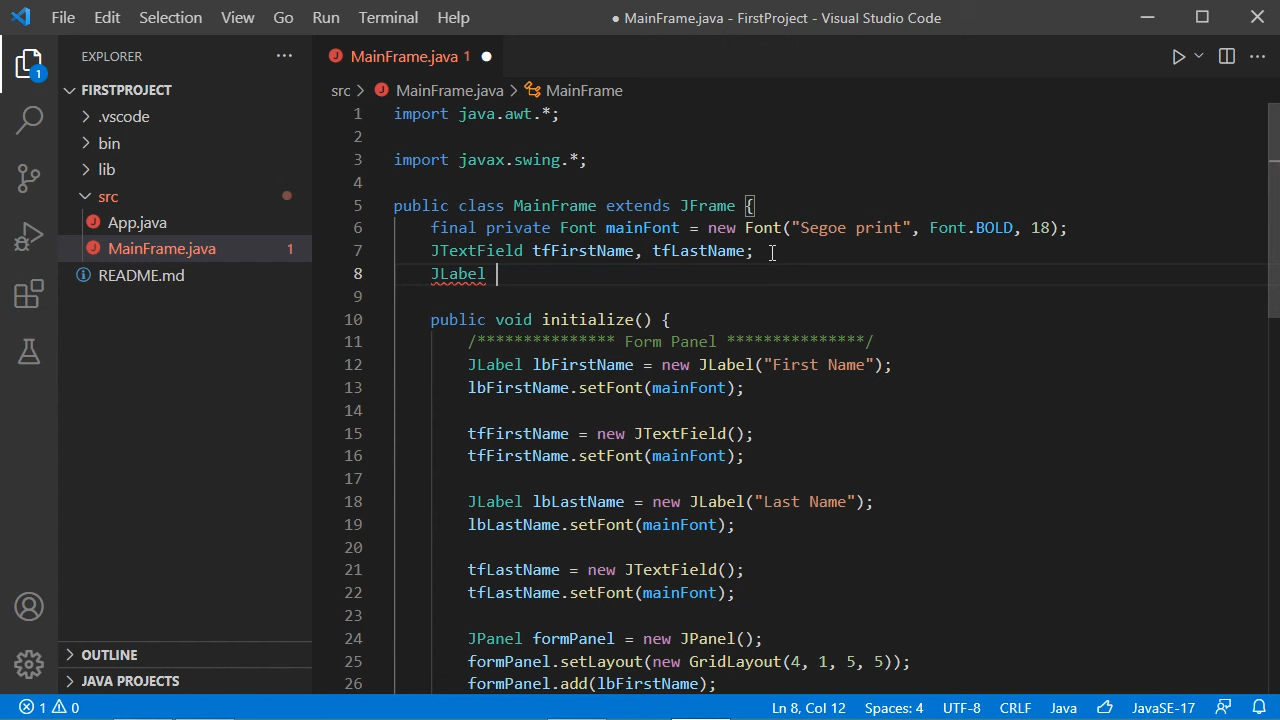 File Edit Selection View Go Run Terminal Help ● MainFrame.java - FirstProject - Visual Studio Code
EXPLORER ···
MainFrame.java 1 ●
FIRSTPROJECT
src > MainFrame.java > MainFrame
.vscode
bin
lib
src
App.java
MainFrame.java 1
README.md
1 import java.awt.*;
2
3 import javax.swing.*;
4
5 public class MainFrame extends JFrame {
6 final private Font mainFont = new Font("Segoe print", Font.BOLD, 18);
7 JTextField tfFirstName, tfLastName;
8 JLabel
9
10 public void initialize() {
11 /*************** Form Panel ***************/
12 JLabel lbFirstName = new JLabel("First Name");
13 lbFirstName.setFont(mainFont);
14
15 tfFirstName = new JTextField();
16 tfFirstName.setFont(mainFont);
17
18 JLabel lbLastName = new JLabel("Last Name");
19 lbLastName.setFont(mainFont);
20
21 tfLastName = new JTextField();
22 tfLastName.setFont(mainFont);
23
24 JPanel formPanel = new JPanel();
25 formPanel.setLayout(new GridLayout(4, 1, 5, 5));
26 formPanel.add(lbFirstName);
1
OUTLINE
JAVA PROJECTS
1 0 Ln 8, Col 12 Spaces: 4 UTF-8 CRLF Java JavaSE-17